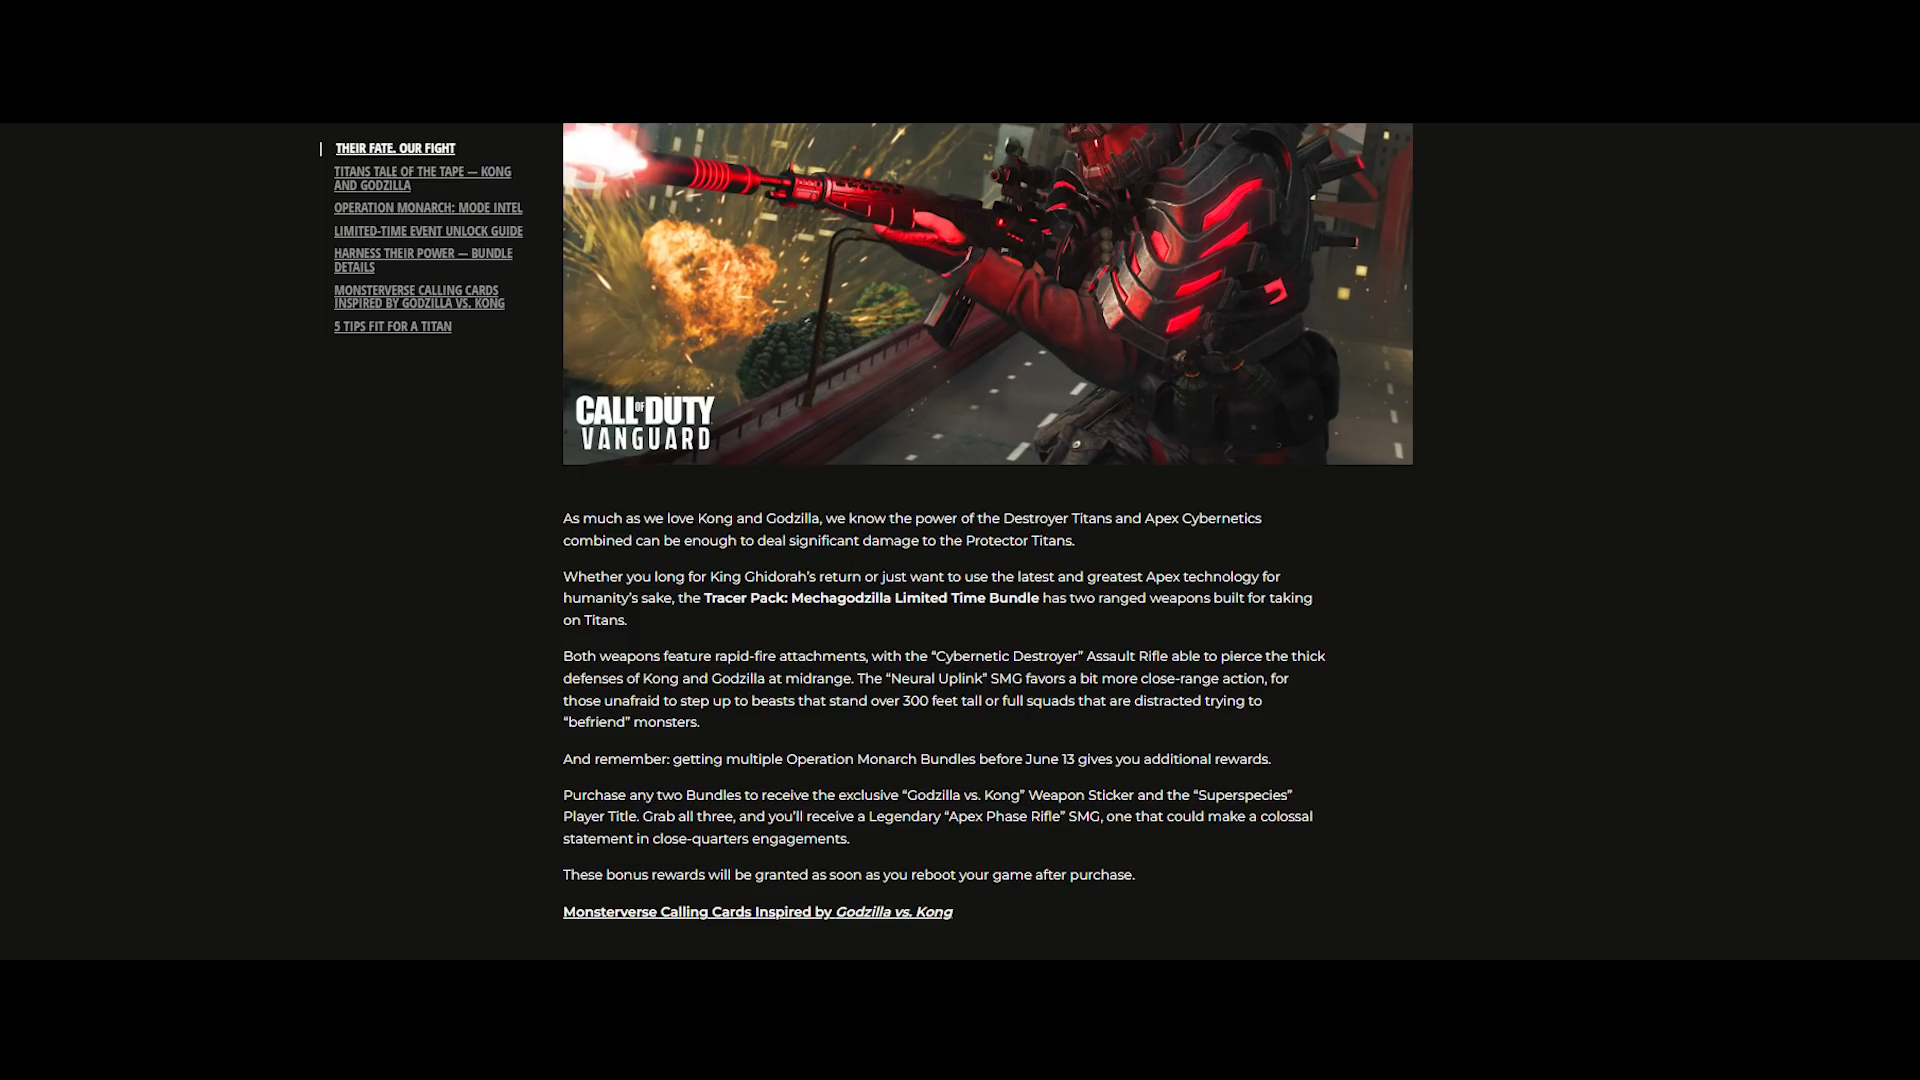 THEIR FATE. OUR FIGHT
TITANS TALE OF THE TAPE — KONG
AND GODZILLA
OPERATION MONARCH: MODE INTEL
LIMITED-TIME EVENT UNLOCK GUIDE
HARNESS THEIR POWER — BUNDLE
DETAILS
MONSTERVERSE CALLING CARDS
INSPIRED BY GODZILLA VS. KONG
5 TIPS FIT FOR A TITAN
CALL OF DUTY
VANGUARD
As much as we love Kong and Godzilla, we know the power of the Destroyer Titans and Apex Cybernetics
combined can be enough to deal significant damage to the Protector Titans.
Whether you long for King Ghidorah’s return or just want to use the latest and greatest Apex technology for
humanity’s sake, the Tracer Pack: Mechagodzilla Limited Time Bundle has two ranged weapons built for taking
on Titans.
Both weapons feature rapid-fire attachments, with the “Cybernetic Destroyer” Assault Rifle able to pierce the thick
defenses of Kong and Godzilla at midrange. The “Neural Uplink” SMG favors a bit more close-range action, for
those unafraid to step up to beasts that stand over 300 feet tall or full squads that are distracted trying to
“befriend” monsters.
And remember: getting multiple Operation Monarch Bundles before June 13 gives you additional rewards.
Purchase any two Bundles to receive the exclusive “Godzilla vs. Kong” Weapon Sticker and the “Superspecies”
Player Title. Grab all three, and you’ll receive a Legendary “Apex Phase Rifle” SMG, one that could make a colossal
statement in close-quarters engagements.
These bonus rewards will be granted as soon as you reboot your game after purchase.
Monsterverse Calling Cards Inspired by Godzilla vs. Kong